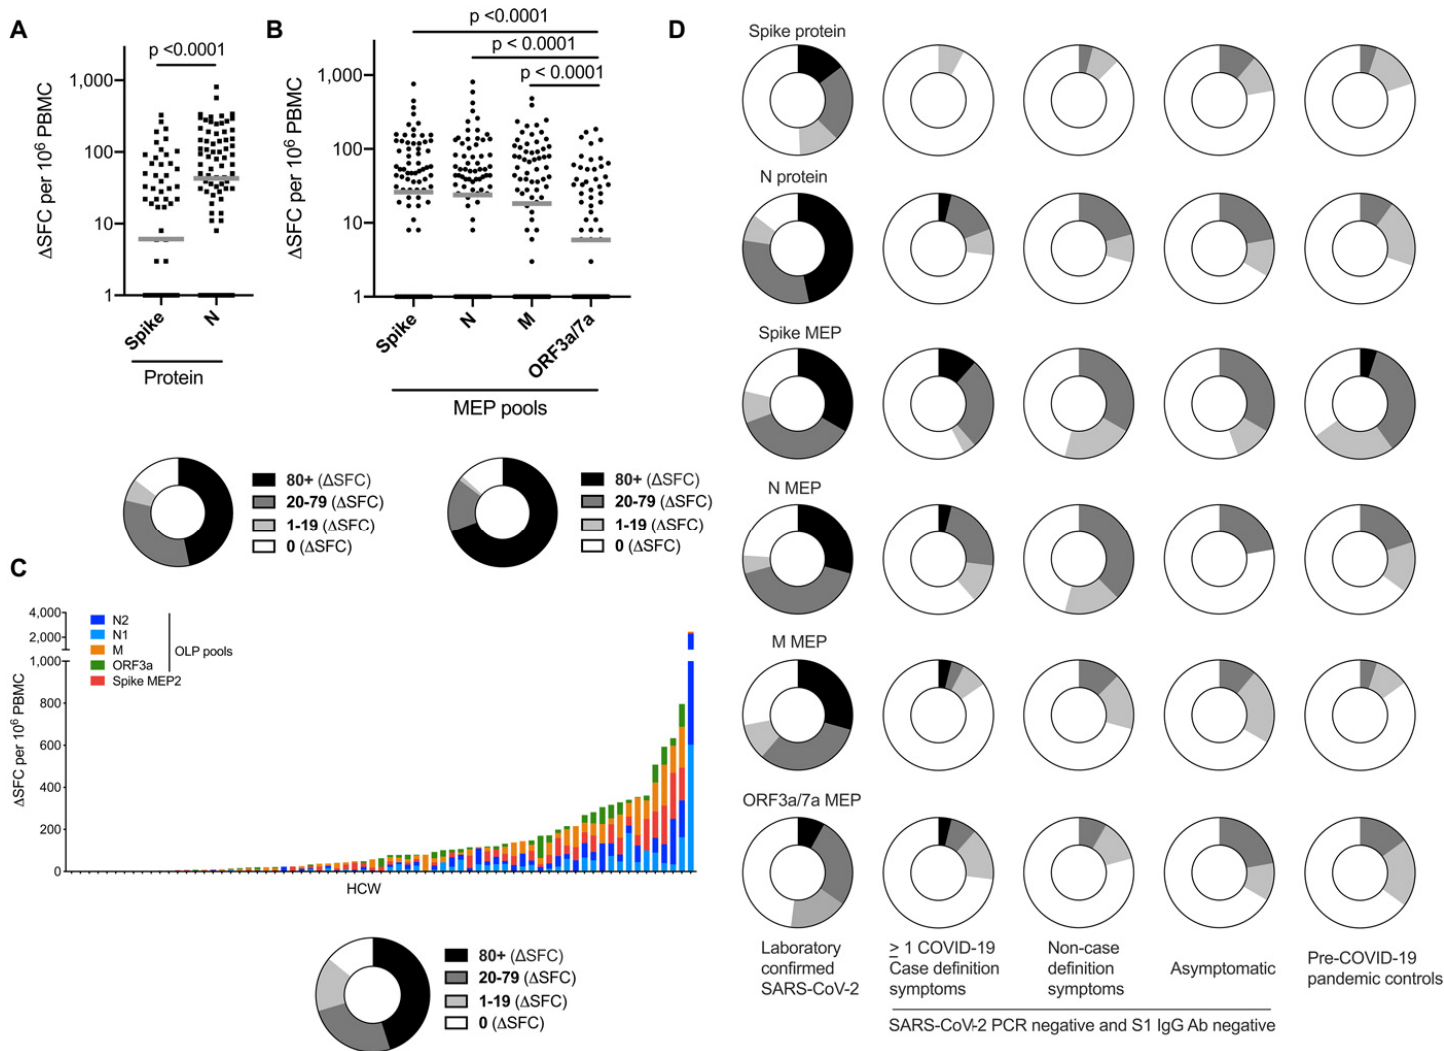 A
p <0.0001
ΔSFC per 10⁶ PBMC
1,000
100
10
1
Spike
N
Protein
B
p <0.0001
p < 0.0001
p < 0.0001
ΔSFC per 10⁶ PBMC
1,000
100
10
1
Spike
N
M
ORF3a/7a
MEP pools
80+ (ΔSFC)
20-79 (ΔSFC)
1-19 (ΔSFC)
0 (ΔSFC)
80+ (ΔSFC)
20-79 (ΔSFC)
1-19 (ΔSFC)
0 (ΔSFC)
C
ΔSFC per 10⁶ PBMC
4,000
2,000
1,000
800
600
400
200
0
N2
N1
M
ORF3a
Spike MEP2
OLP pools
HCW
80+ (ΔSFC)
20-79 (ΔSFC)
1-19 (ΔSFC)
0 (ΔSFC)
D
Spike protein
N protein
Spike MEP
N MEP
M MEP
ORF3a/7a MEP
Laboratory
confirmed
SARS-CoV-2
≥ 1 COVID-19
Case definition
symptoms
Non-case
definition
symptoms
Asymptomatic
Pre-COVID-19
pandemic controls
SARS-CoV-2 PCR negative and S1 IgG Ab negative